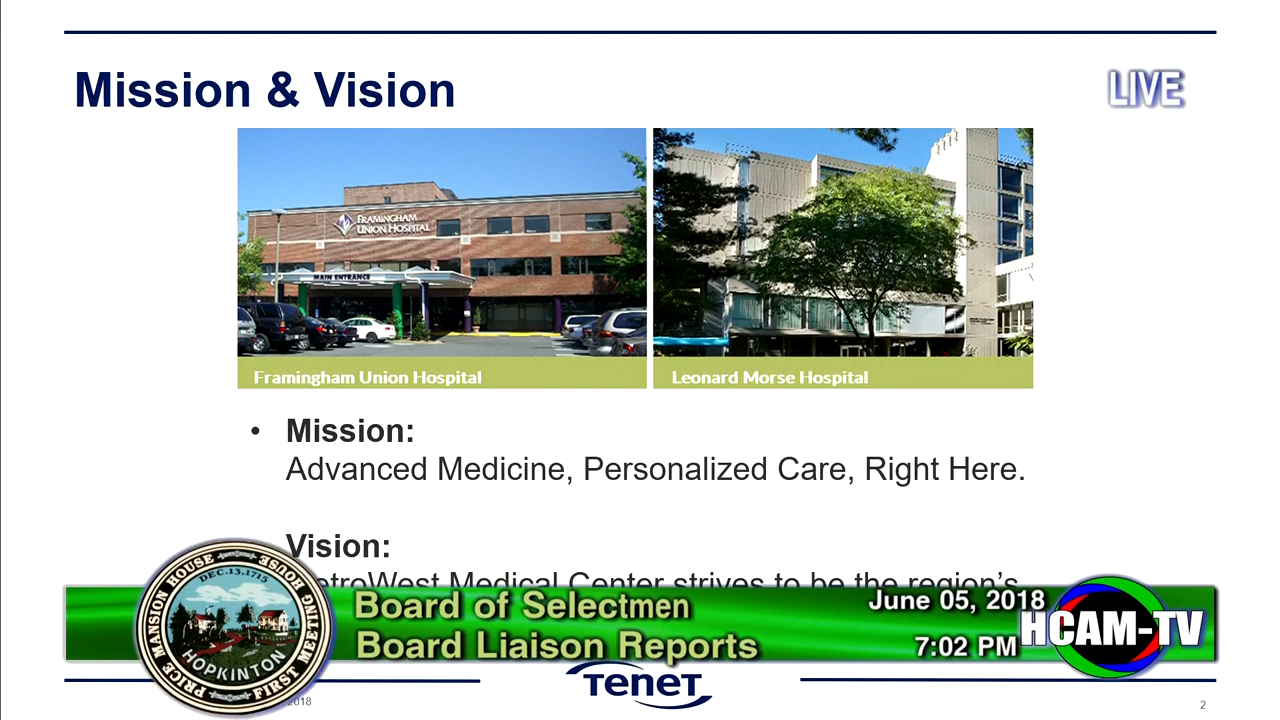 Mission & Vision
LIVE
FRAMINGHAM
UNION HOSPITAL
MAIN ENTRANCE
Framingham Union Hospital
Leonard Morse Hospital
• Mission:
Advanced Medicine, Personalized Care, Right Here.
Vision:
MetroWest Medical Center strives to be the region's
Board of Selectmen
Board Liaison Reports
June 05, 2018
7:02 PM
HCAM-TV
PRICE MANSION HOUSE
FIRST MEETING HOUSE
DEC.13.1715
HOPKINTON
Tenet
2018
2